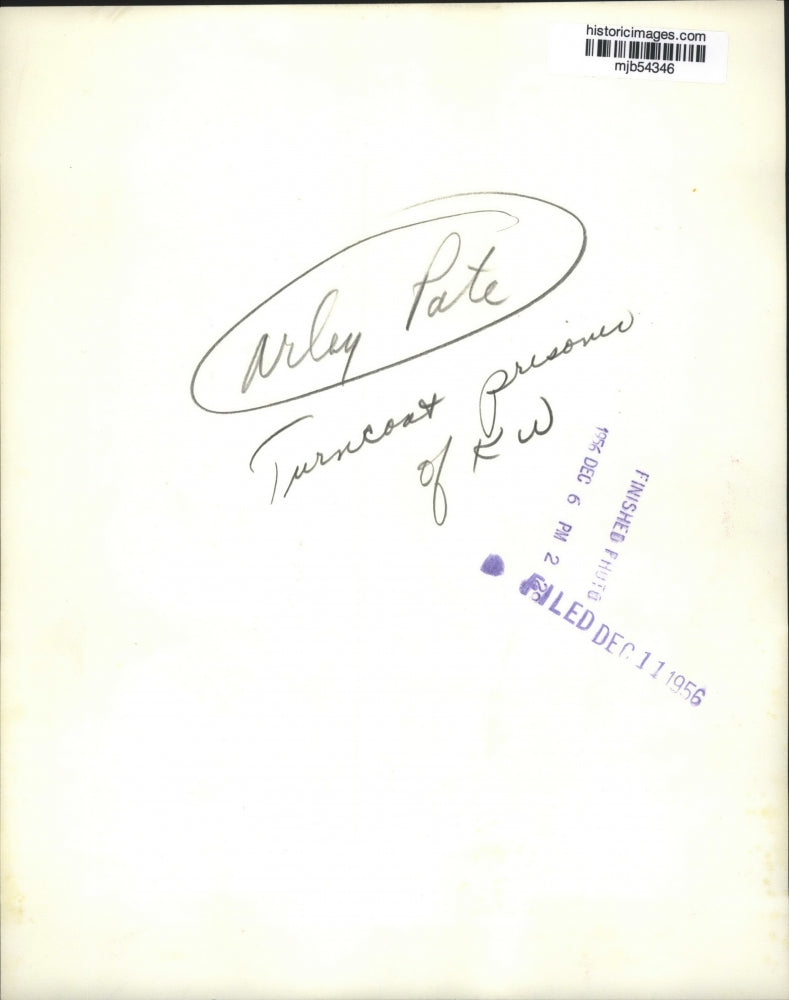 historicimages.com
mjb54346
Arley Pate
Turncoat prisoner
of K W
FINISHED PHOTO
1956 DEC 6 PM 2 29
FILED DEC 11 1956